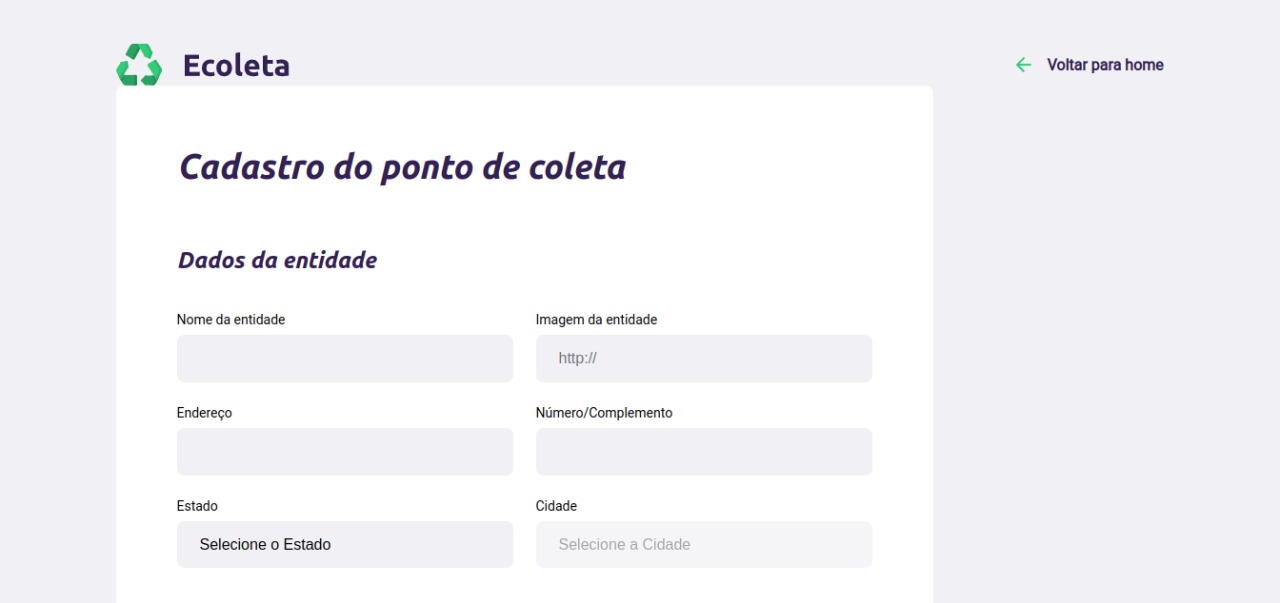 Ecoleta
Voltar para home
Cadastro do ponto de coleta
Dados da entidade
Nome da entidade
Imagem da entidade
http://
Endereço
Número/Complemento
Estado
Cidade
Selecione o Estado
Selecione a Cidade